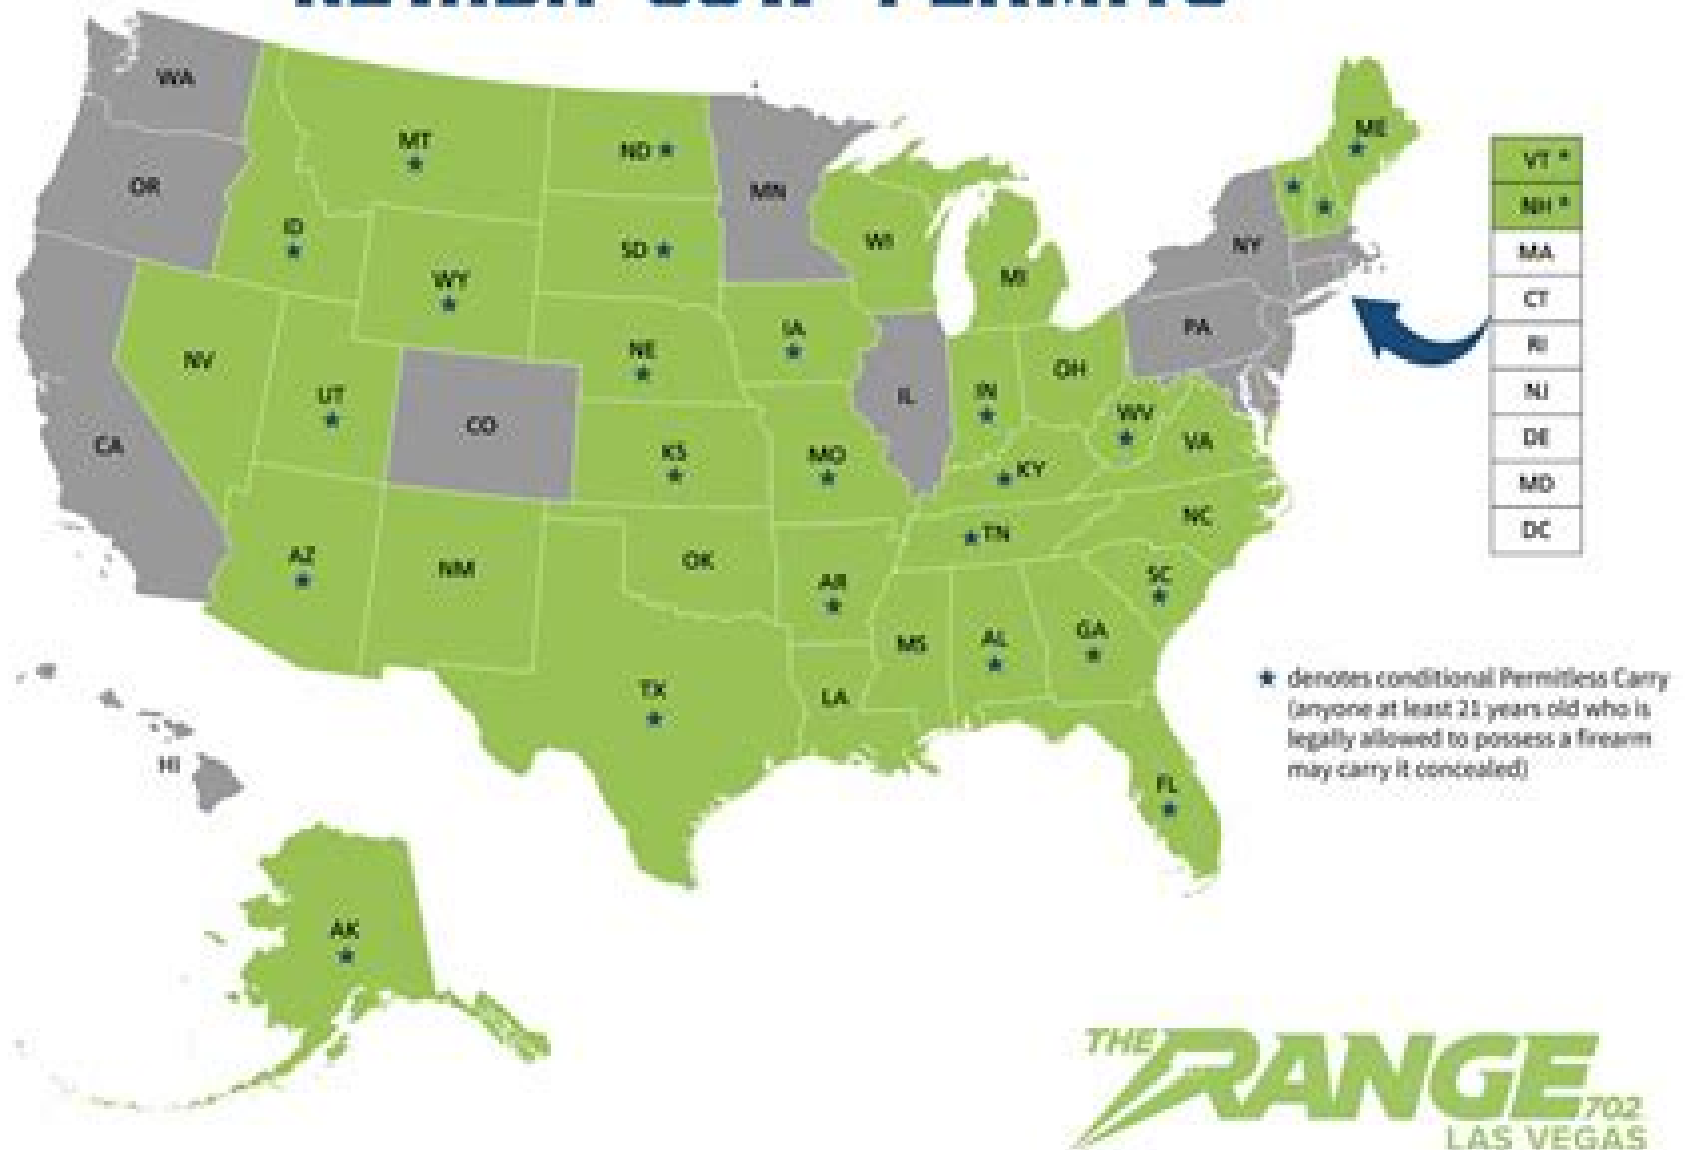 NEVADA CCW PERMITS
WA
MT
ND ★
MN
ME
OR
ID
SD ★
WI
MI
NY
VT *
NH *
MA
CT
RI
NJ
DE
MD
DC
WY
IA
PA
NV
UT
NE
CO
IL
IN
OH
WV
VA
CA
KS
MO
★ KY
★ TN
NC
AZ
NM
OK
AR
SC
MS
AL
GA
TX
LA
FL
HI
AK
★ denotes conditional Permitless Carry
(anyone at least 21 years old who is
legally allowed to possess a firearm
may carry it concealed)
THE RANGE 702
LAS VEGAS